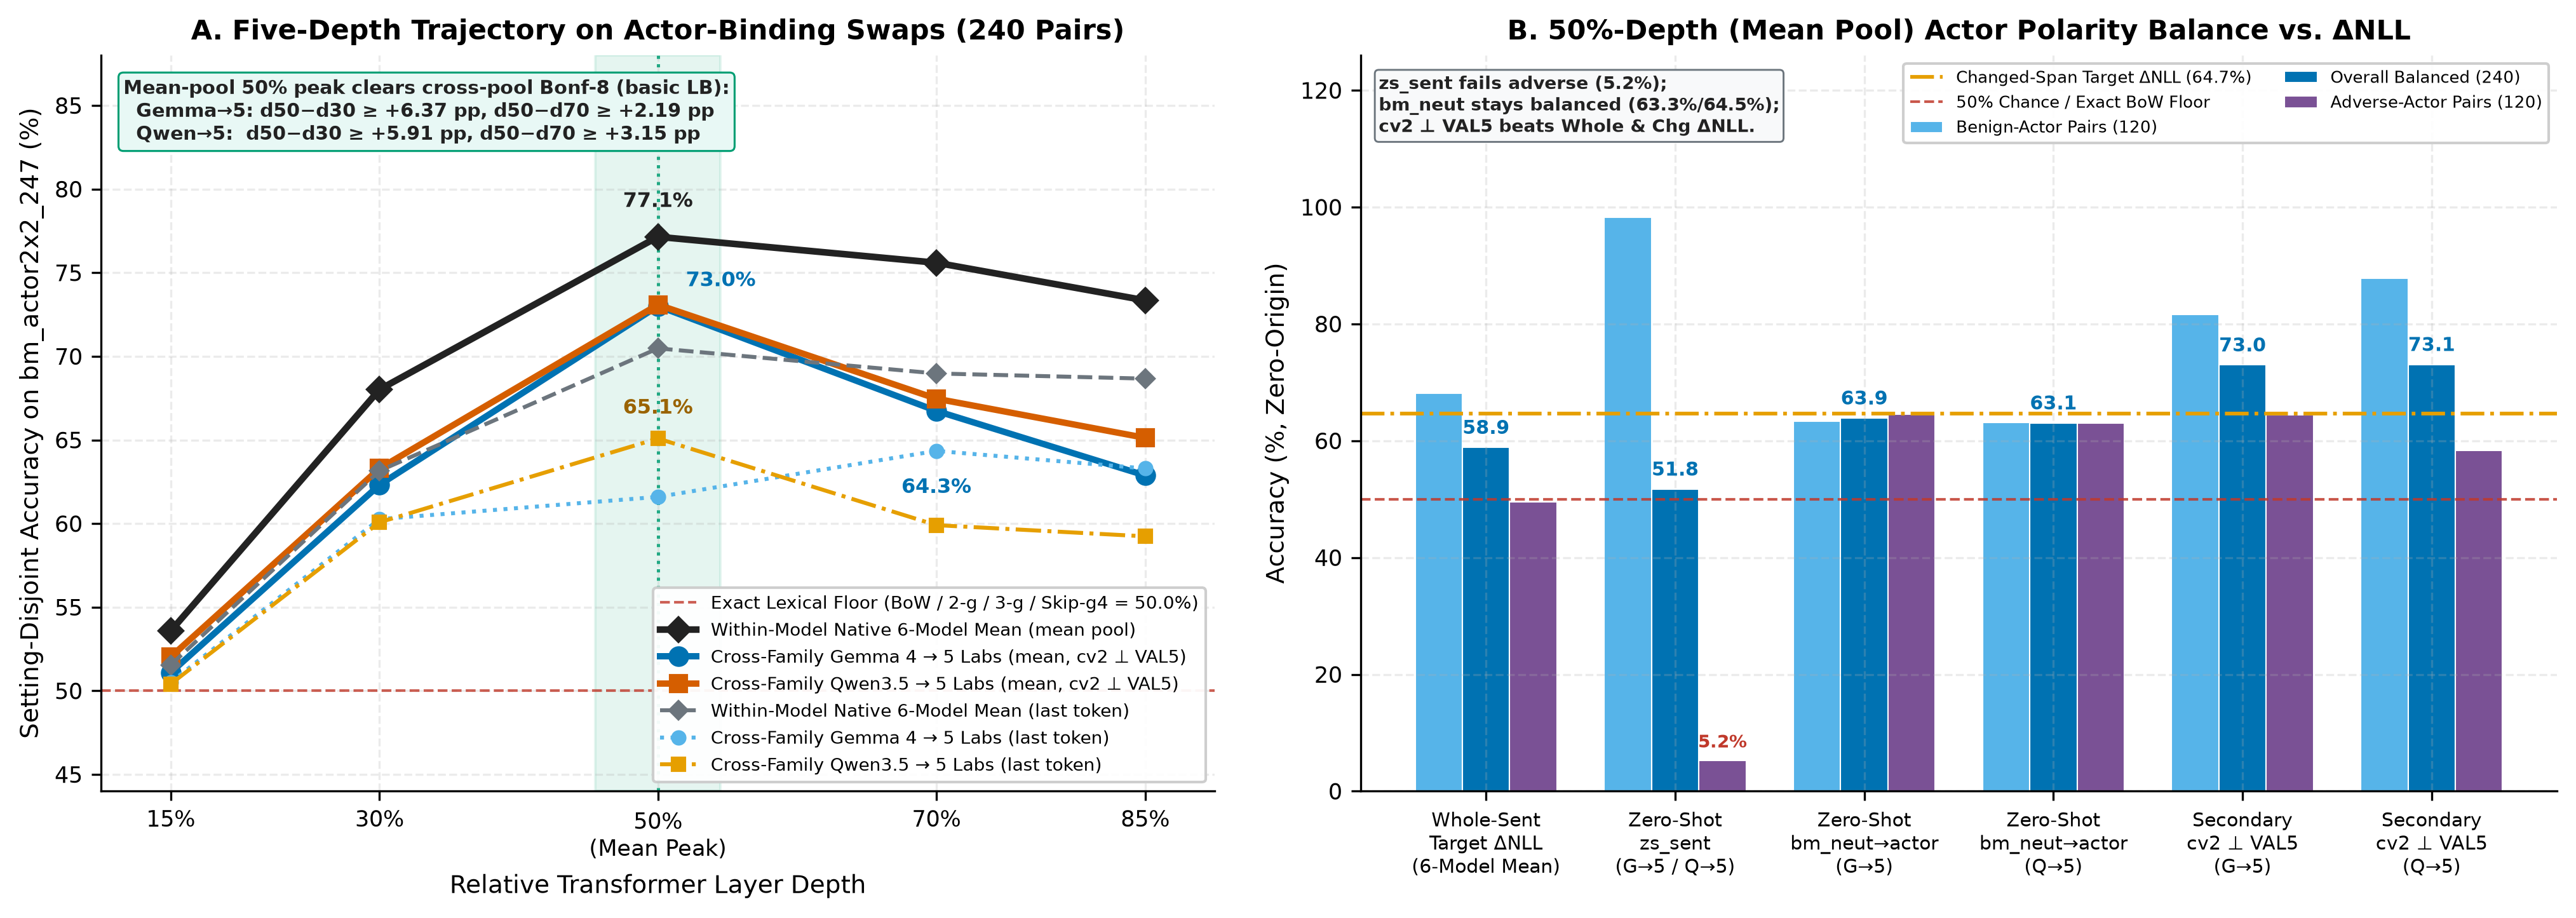 A. Five-Depth Trajectory on Actor-Binding Swaps (240 Pairs)
Setting-Disjoint Accuracy on bm_actor2x2_247 (%)
85
80
75
70
65
60
55
50
45
Mean-pool 50% peak clears cross-pool Bonf-8 (basic LB):
Gemma→5: d50−d30 ≥ +6.37 pp, d50−d70 ≥ +2.19 pp
Qwen→5: d50−d30 ≥ +5.91 pp, d50−d70 ≥ +3.15 pp
77.1%
73.0%
65.1%
64.3%
Exact Lexical Floor (BoW / 2-g / 3-g / Skip-g4 = 50.0%)
Within-Model Native 6-Model Mean (mean pool)
Cross-Family Gemma 4 → 5 Labs (mean, cv2 ⊥ VAL5)
Cross-Family Qwen3.5 → 5 Labs (mean, cv2 ⊥ VAL5)
Within-Model Native 6-Model Mean (last token)
Cross-Family Gemma 4 → 5 Labs (last token)
Cross-Family Qwen3.5 → 5 Labs (last token)
15%
30%
50%
(Mean Peak)
70%
85%
Relative Transformer Layer Depth
B. 50%-Depth (Mean Pool) Actor Polarity Balance vs. ΔNLL
Accuracy (%, Zero-Origin)
120
100
80
60
40
20
0
zs_sent fails adverse (5.2%);
bm_neut stays balanced (63.3%/64.5%);
cv2 ⊥ VAL5 beats Whole & Chg ΔNLL.
Changed-Span Target ΔNLL (64.7%)
50% Chance / Exact BoW Floor
Benign-Actor Pairs (120)
Overall Balanced (240)
Adverse-Actor Pairs (120)
58.9
51.8
5.2%
63.9
63.1
73.0
73.1
Whole-Sent
Target ΔNLL
(6-Model Mean)
Zero-Shot
zs_sent
(G→5 / Q→5)
Zero-Shot
bm_neut→actor
(G→5)
Zero-Shot
bm_neut→actor
(Q→5)
Secondary
cv2 ⊥ VAL5
(G→5)
Secondary
cv2 ⊥ VAL5
(Q→5)